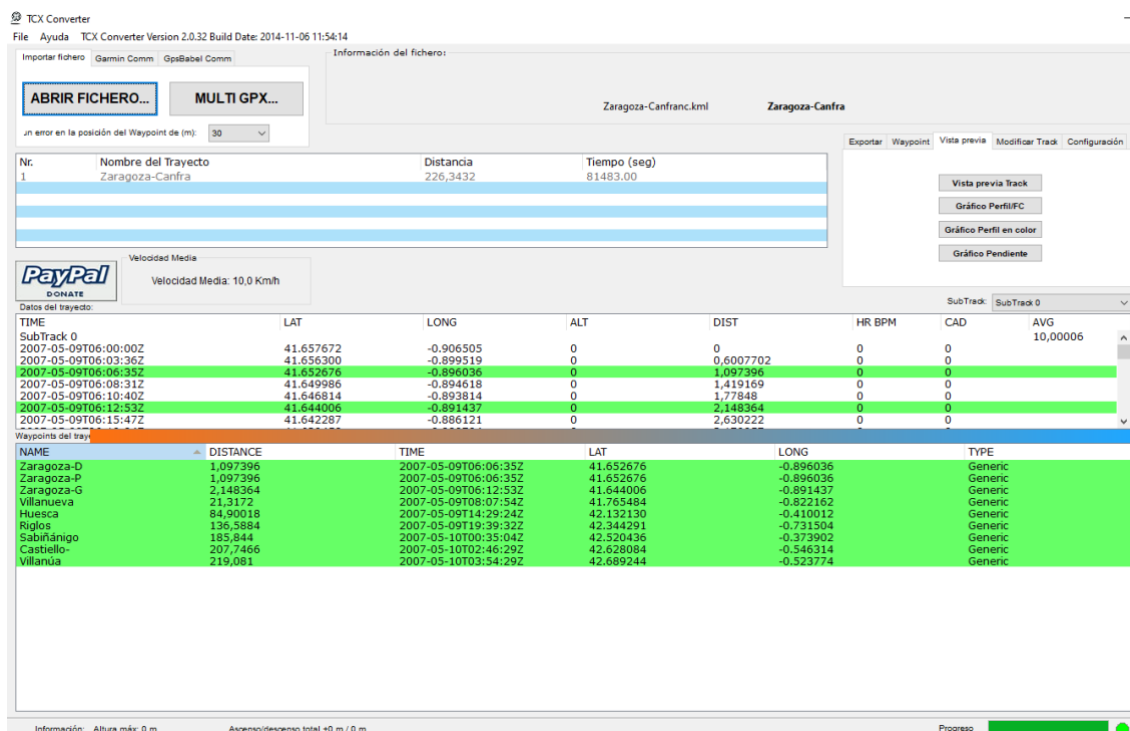 TCX Converter
File Ayuda TCX Converter Version 2.0.32 Build Date: 2014-11-06 11:54:14
Importar fichero Garmin Comm GpsBabel Comm
Información del fichero:
ABRIR FICHERO... MULTI GPX...
Zaragoza-Canfranc.kml Zaragoza-Canfra
un error en la posición del Waypoint de (m): 30
Exportar Waypoint Vista previa Modificar Track Configuración
Nr. Nombre del Trayecto Distancia Tiempo (seg)
1 Zaragoza-Canfra 226,3432 81483.00
Vista previa Track
Gráfico Perfil/FC
Gráfico Perfil en color
Gráfico Pendiente
PayPal
DONATE
Velocidad Media
Velocidad Media: 10,0 Km/h
SubTrack: SubTrack 0
Datos del trayecto:
TIME LAT LONG ALT DIST HR BPM CAD AVG
SubTrack 0 10,00006
2007-05-09T06:00:00Z 41.657672 -0.906505 0 0 0 0
2007-05-09T06:03:36Z 41.656300 -0.899519 0 0,6007702 0 0
2007-05-09T06:06:35Z 41.652676 -0.896036 0 1,097396 0 0
2007-05-09T06:08:31Z 41.649986 -0.894618 0 1,419169 0 0
2007-05-09T06:10:40Z 41.646814 -0.893814 0 1,77848 0 0
2007-05-09T06:12:53Z 41.644006 -0.891437 0 2,148364 0 0
2007-05-09T06:15:47Z 41.642287 -0.886121 0 2,630222 0 0
Waypoints del tray
NAME DISTANCE TIME LAT LONG TYPE
Zaragoza-D 1,097396 2007-05-09T06:06:35Z 41.652676 -0.896036 Generic
Zaragoza-P 1,097396 2007-05-09T06:06:35Z 41.652676 -0.896036 Generic
Zaragoza-G 2,148364 2007-05-09T06:12:53Z 41.644006 -0.891437 Generic
Villanueva 21,3172 2007-05-09T08:07:54Z 41.765484 -0.822162 Generic
Huesca 84,90018 2007-05-09T14:29:24Z 42.132130 -0.410012 Generic
Riglos 136,5884 2007-05-09T19:39:32Z 42.344291 -0.731504 Generic
Sabiñánigo 185,844 2007-05-10T00:35:04Z 42.520436 -0.373902 Generic
Castiello- 207,7466 2007-05-10T02:46:29Z 42.628084 -0.546314 Generic
Villanúa 219,081 2007-05-10T03:54:29Z 42.689244 -0.523774 Generic
Información: Altura máx: 0 m Ascenso/descenso total +0 m / 0 m Progreso